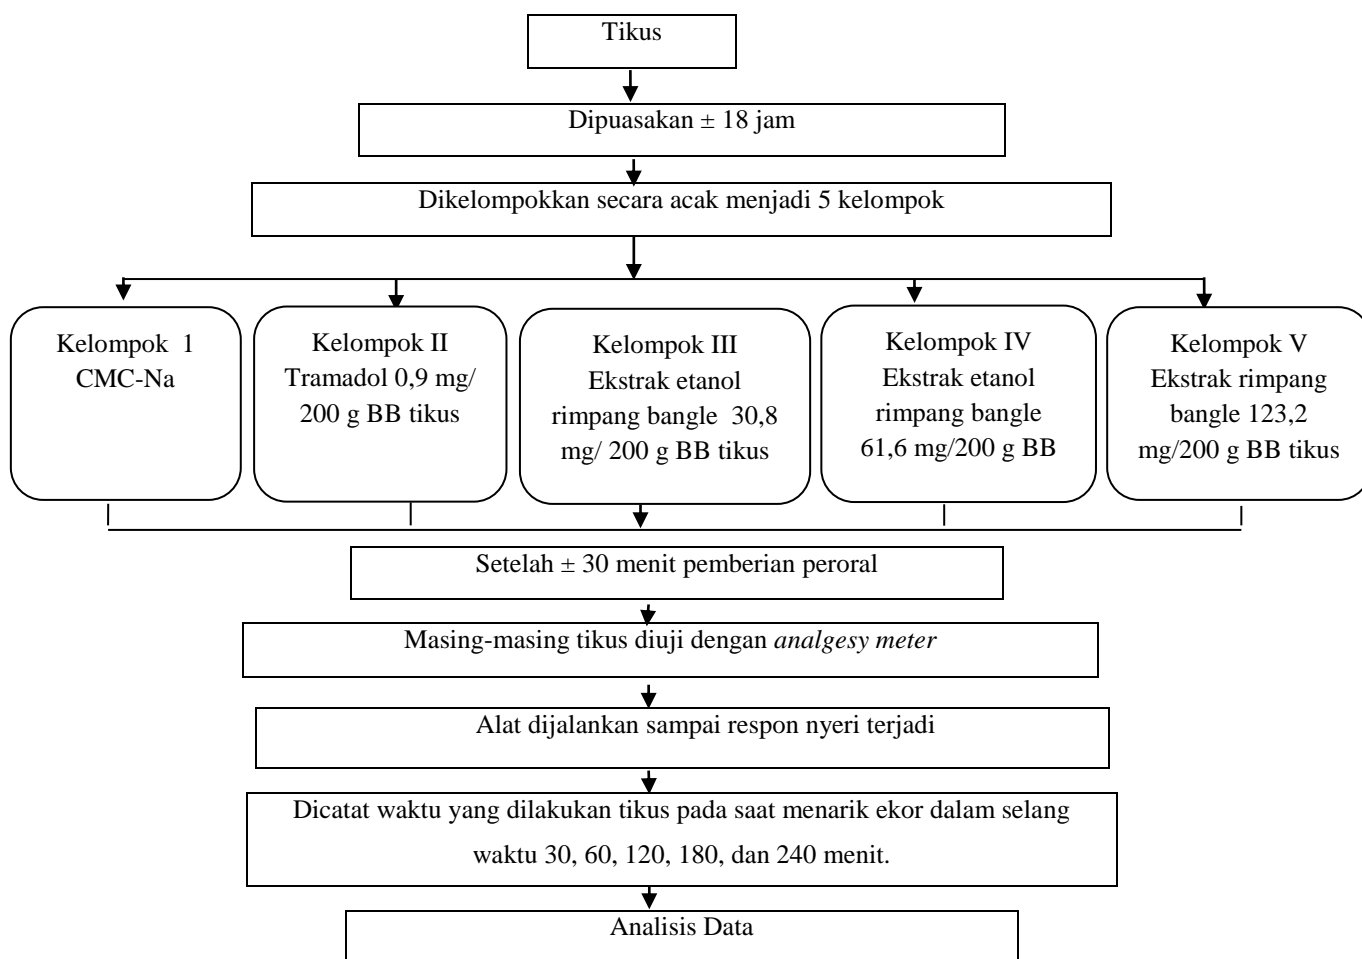 Tikus
Dipuasakan ± 18 jam
Dikelompokkan secara acak menjadi 5 kelompok
Kelompok 1
CMC-Na
Kelompok II
Tramadol 0,9 mg/
200 g BB tikus
Kelompok III
Ekstrak etanol
rimpang bangle 30,8
mg/ 200 g BB tikus
Kelompok IV
Ekstrak etanol
rimpang bangle
61,6 mg/200 g BB
Kelompok V
Ekstrak rimpang
bangle 123,2
mg/200 g BB tikus
Setelah ± 30 menit pemberian peroral
Masing-masing tikus diuji dengan analgesy meter
Alat dijalankan sampai respon nyeri terjadi
Dicatat waktu yang dilakukan tikus pada saat menarik ekor dalam selang
waktu 30, 60, 120, 180, dan 240 menit.
Analisis Data